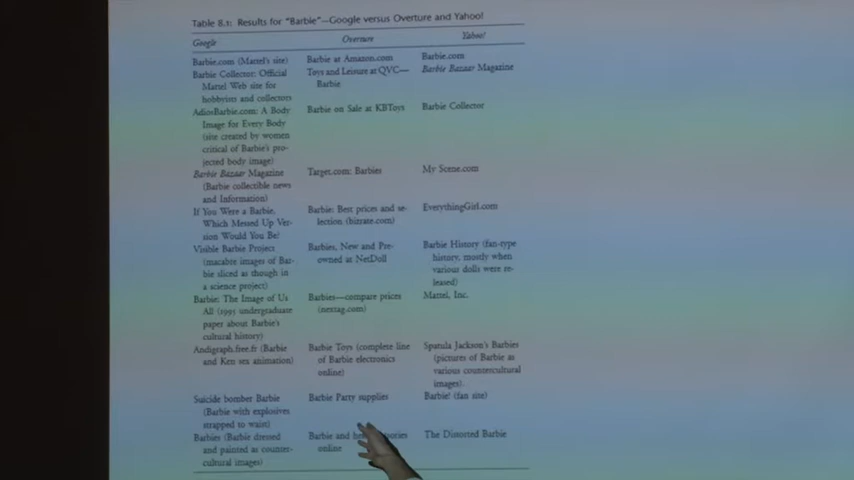 Table 8.1: Results for "Barbie"—Google versus Overture and Yahoo!
Google
Overture
Yahoo!
Barbie.com (Mattel's site)
Barbie at Amazon.com
Barbie.com
Barbie Collector: Official
Mattel Web site for
hobbyists and collectors
Toys and Leisure at QVC—
Barbie
Barbie Bazaar Magazine
AdiosBarbie.com: A Body
Image for Every Body
(site created by women
critical of Barbie's pro-
jected body image)
Barbie on Sale at KBToys
Barbie Collector
Barbie Bazaar Magazine
(Barbie collectible news
and Information)
Target.com: Barbies
My Scene.com
If You Were a Barbie,
Which Messed Up Ver-
sion Would You Be?
Barbie: Best prices and se-
lection (bizrate.com)
EverythingGirl.com
Visible Barbie Project
(macabre images of Bar-
bie sliced as though in
a science project)
Barbies, New and Pre-
owned at NetDoll
Barbie History (fan-type
history, mostly when
various dolls were re-
leased)
Barbie: The Image of Us
All (1995 undergraduate
paper about Barbie's
cultural history)
Barbies—compare prices
(nextag.com)
Mattel, Inc.
Andigraph.free.fr (Barbie
and Ken sex animation)
Barbie Toys (complete line
of Barbie electronics
online)
Spatula Jackson's Barbies
(pictures of Barbie as
various countercultural
images).
Suicide bomber Barbie
(Barbie with explosives
strapped to waist)
Barbie Party supplies
Barbie! (fan site)
Barbies (Barbie dressed
and painted as counter-
cultural images)
Barbie and
online
The Distorted Barbie